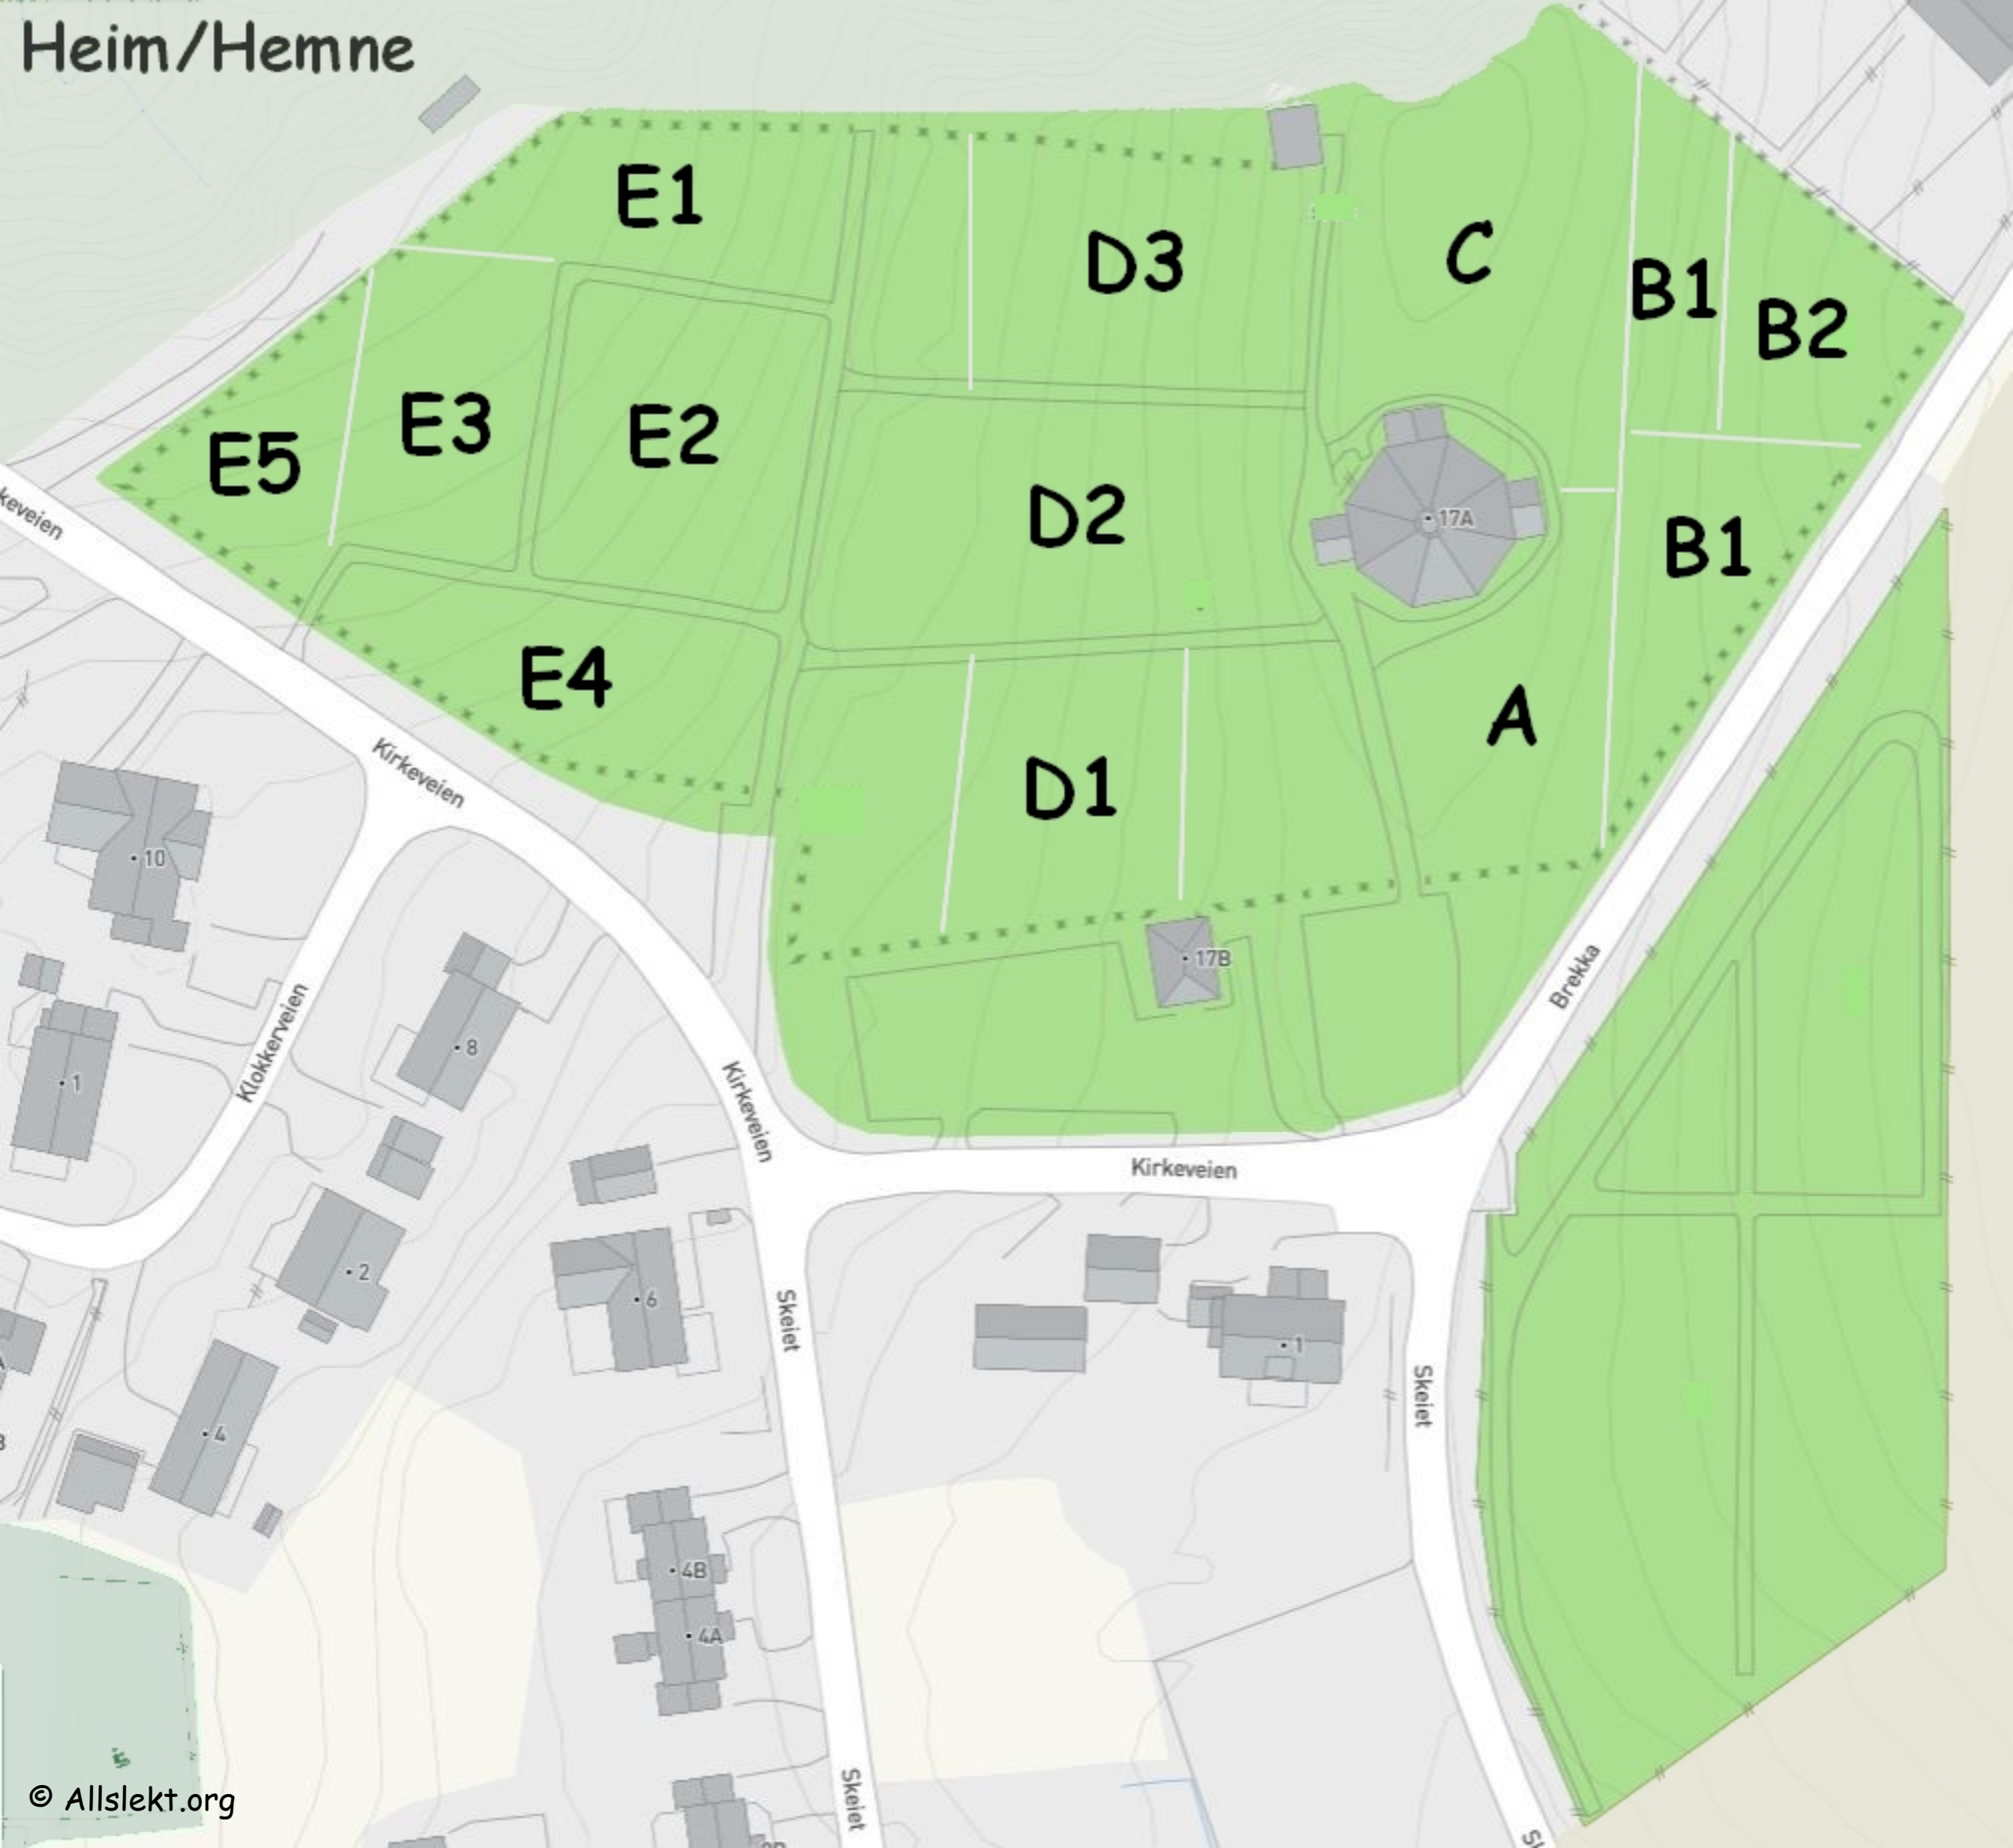 Heim/Hemne
E1
D3
C
B1
B2
E5
E3
E2
D2
17A
B1
E4
A
D1
Kirkeveien
10
17B
Brekka
Klokkerveien
8
1
Kirkeveien
Kirkeveien
2
6
Skeiet
1
Skeiet
4
4B
4A
Skeiet
© Allslekt.org